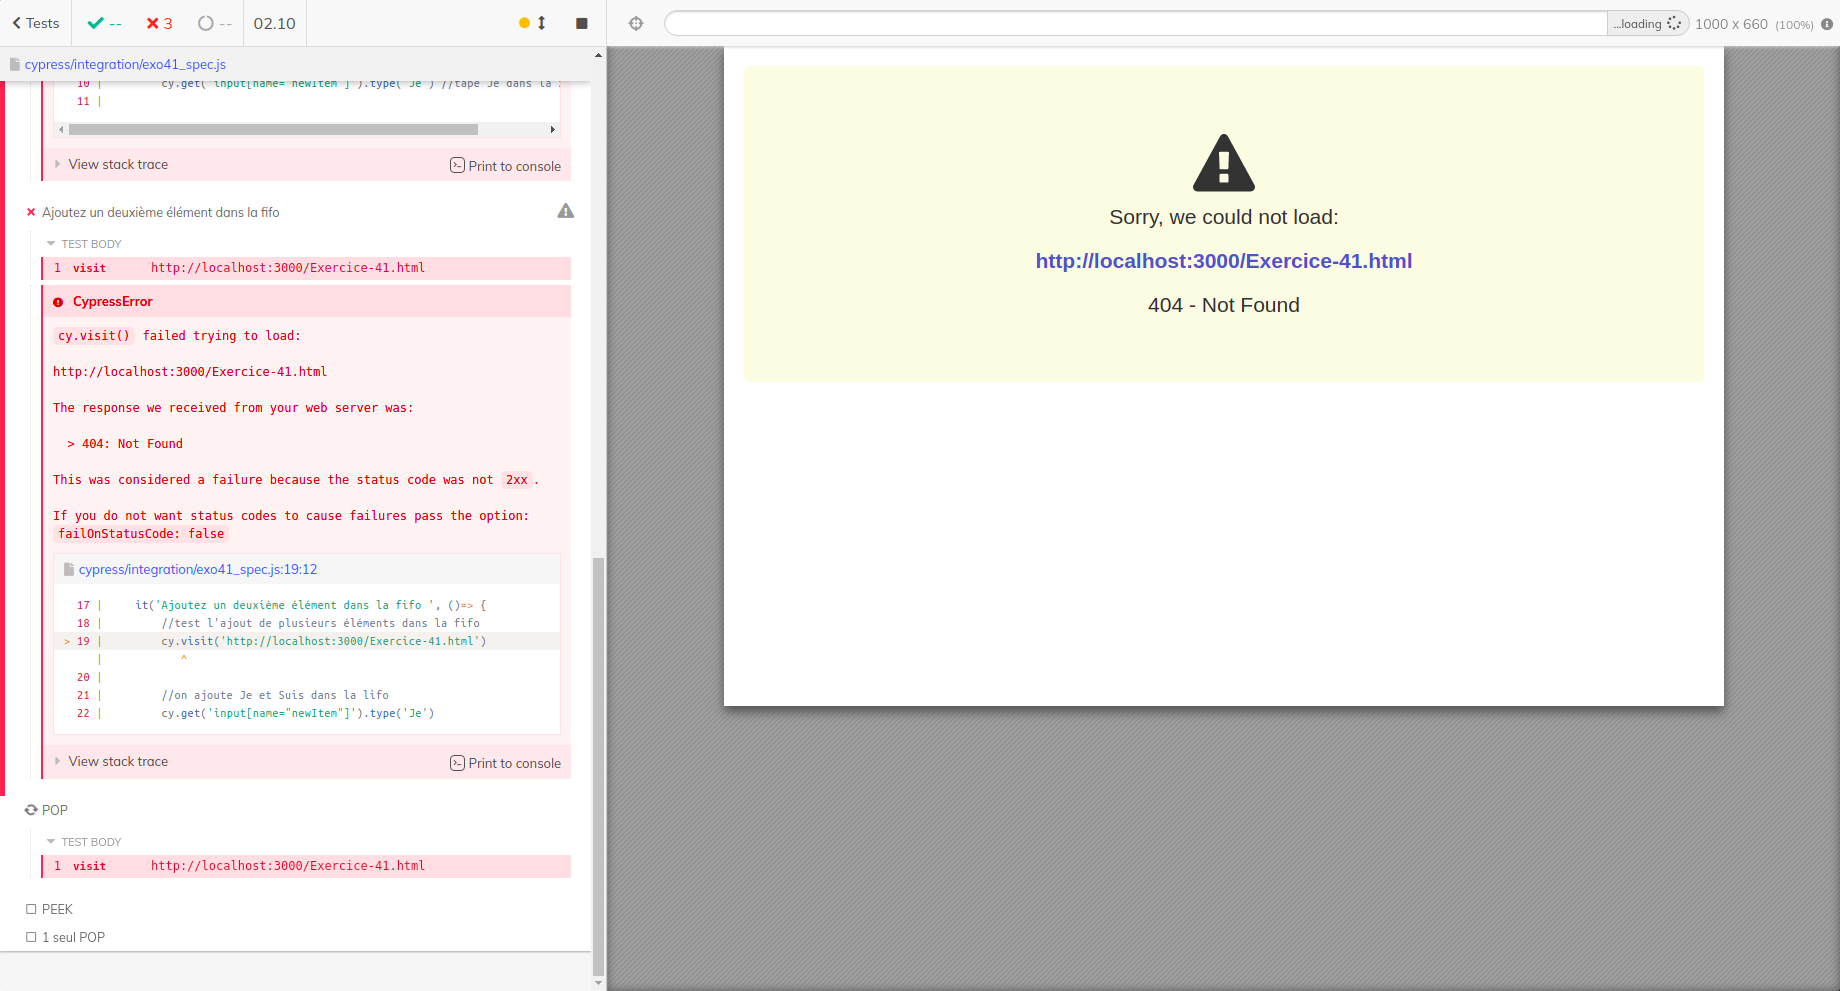 Tests
--
3
--
02.10
...loading
1000 x 660 (100%)
cypress/integration/exo41_spec.js
10 | cy.get('input[name="newItem"]').type('Je') //tape Je dans la
11 |
View stack trace
Print to console
Ajoutez un deuxième élément dans la fifo
TEST BODY
1 visit http://localhost:3000/Exercice-41.html
CypressError
cy.visit() failed trying to load:
http://localhost:3000/Exercice-41.html
The response we received from your web server was:
> 404: Not Found
This was considered a failure because the status code was not 2xx.
If you do not want status codes to cause failures pass the option:
failOnStatusCode: false
cypress/integration/exo41_spec.js:19:12
17 | it('Ajoutez un deuxième élément dans la fifo ', ()=> {
18 | //test l'ajout de plusieurs éléments dans la fifo
> 19 | cy.visit('http://localhost:3000/Exercice-41.html')
| ^
20 |
21 | //on ajoute Je et Suis dans la lifo
22 | cy.get('input[name="newItem"]').type('Je')
View stack trace
Print to console
POP
TEST BODY
1 visit http://localhost:3000/Exercice-41.html
PEEK
1 seul POP
Sorry, we could not load:
http://localhost:3000/Exercice-41.html
404 - Not Found